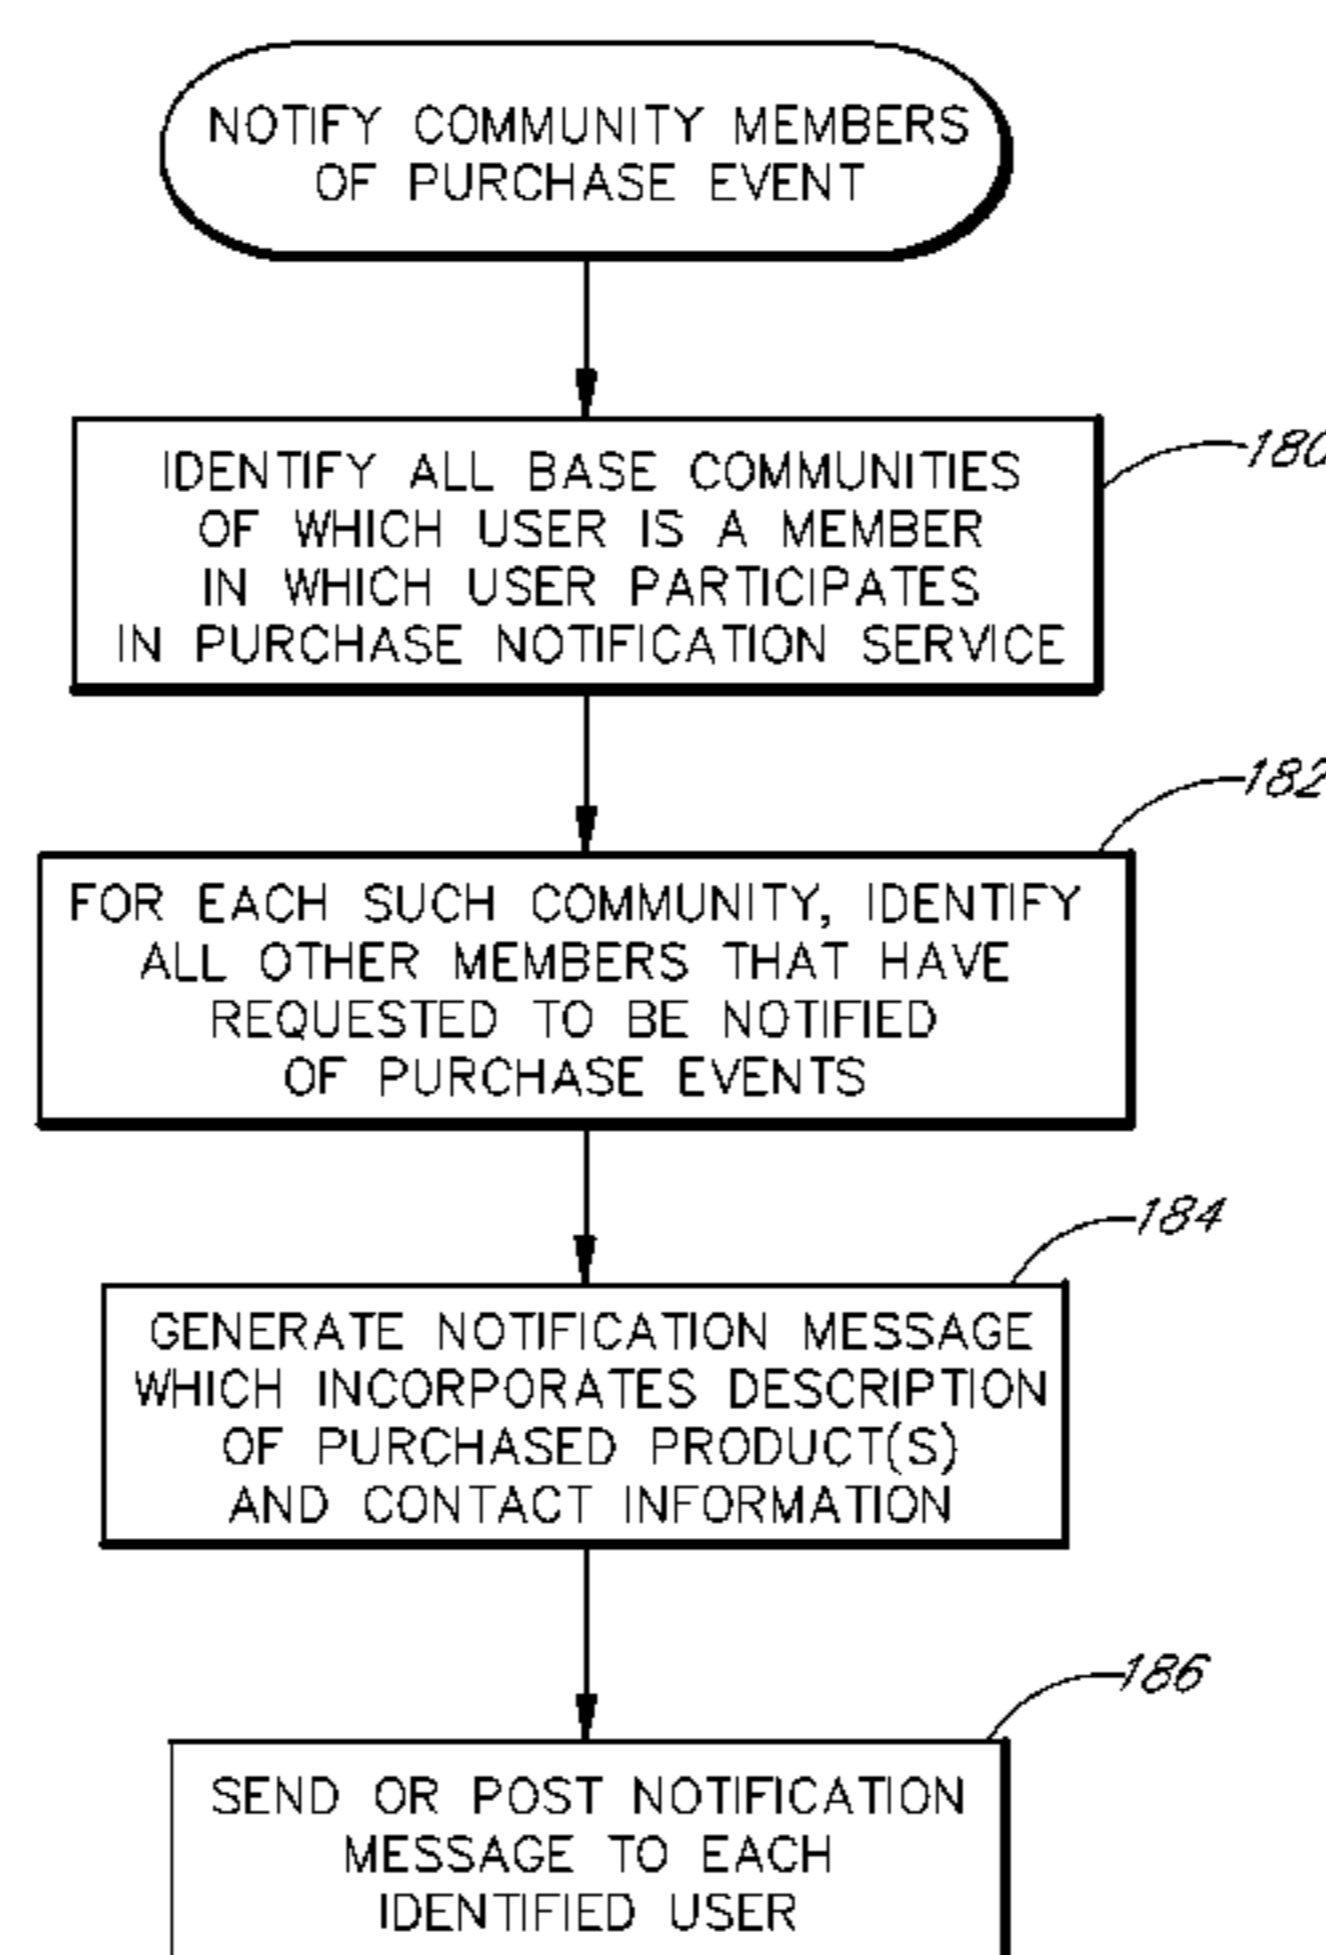 NOTIFY COMMUNITY MEMBERS
OF PURCHASE EVENT
IDENTIFY ALL BASE COMMUNITIES
OF WHICH USER IS A MEMBER
IN WHICH USER PARTICIPATES
IN PURCHASE NOTIFICATION SERVICE
180
FOR EACH SUCH COMMUNITY, IDENTIFY
ALL OTHER MEMBERS THAT HAVE
REQUESTED TO BE NOTIFIED
OF PURCHASE EVENTS
182
GENERATE NOTIFICATION MESSAGE
WHICH INCORPORATES DESCRIPTION
OF PURCHASED PRODUCT(S)
AND CONTACT INFORMATION
184
SEND OR POST NOTIFICATION
MESSAGE TO EACH
IDENTIFIED USER
186